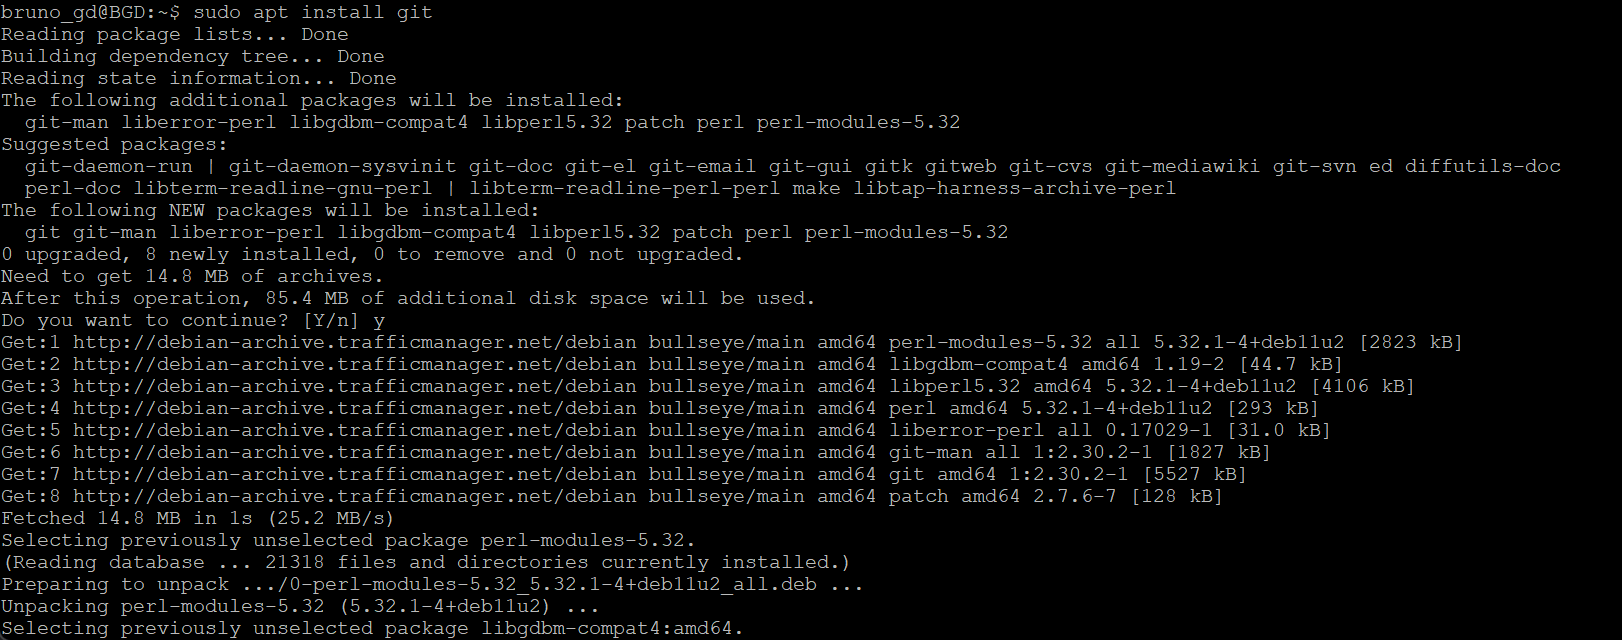 bruno_gd@BGD:~$ sudo apt install git
Reading package lists... Done
Building dependency tree... Done
Reading state information... Done
The following additional packages will be installed:
  git-man liberror-perl libgdbm-compat4 libperl5.32 patch perl perl-modules-5.32
Suggested packages:
  git-daemon-run | git-daemon-sysvinit git-doc git-el git-email git-gui gitk gitweb git-cvs git-mediawiki git-svn ed diffutils-doc
  perl-doc libterm-readline-gnu-perl | libterm-readline-perl-perl make libtap-harness-archive-perl
The following NEW packages will be installed:
  git git-man liberror-perl libgdbm-compat4 libperl5.32 patch perl perl-modules-5.32
0 upgraded, 8 newly installed, 0 to remove and 0 not upgraded.
Need to get 14.8 MB of archives.
After this operation, 85.4 MB of additional disk space will be used.
Do you want to continue? [Y/n] y
Get:1 http://debian-archive.trafficmanager.net/debian bullseye/main amd64 perl-modules-5.32 all 5.32.1-4+deb11u2 [2823 kB]
Get:2 http://debian-archive.trafficmanager.net/debian bullseye/main amd64 libgdbm-compat4 amd64 1.19-2 [44.7 kB]
Get:3 http://debian-archive.trafficmanager.net/debian bullseye/main amd64 libperl5.32 amd64 5.32.1-4+deb11u2 [4106 kB]
Get:4 http://debian-archive.trafficmanager.net/debian bullseye/main amd64 perl amd64 5.32.1-4+deb11u2 [293 kB]
Get:5 http://debian-archive.trafficmanager.net/debian bullseye/main amd64 liberror-perl all 0.17029-1 [31.0 kB]
Get:6 http://debian-archive.trafficmanager.net/debian bullseye/main amd64 git-man all 1:2.30.2-1 [1827 kB]
Get:7 http://debian-archive.trafficmanager.net/debian bullseye/main amd64 git amd64 1:2.30.2-1 [5527 kB]
Get:8 http://debian-archive.trafficmanager.net/debian bullseye/main amd64 patch amd64 2.7.6-7 [128 kB]
Fetched 14.8 MB in 1s (25.2 MB/s)
Selecting previously unselected package perl-modules-5.32.
(Reading database ... 21318 files and directories currently installed.)
Preparing to unpack .../0-perl-modules-5.32_5.32.1-4+deb11u2_all.deb ...
Unpacking perl-modules-5.32 (5.32.1-4+deb11u2) ...
Selecting previously unselected package libgdbm-compat4:amd64.